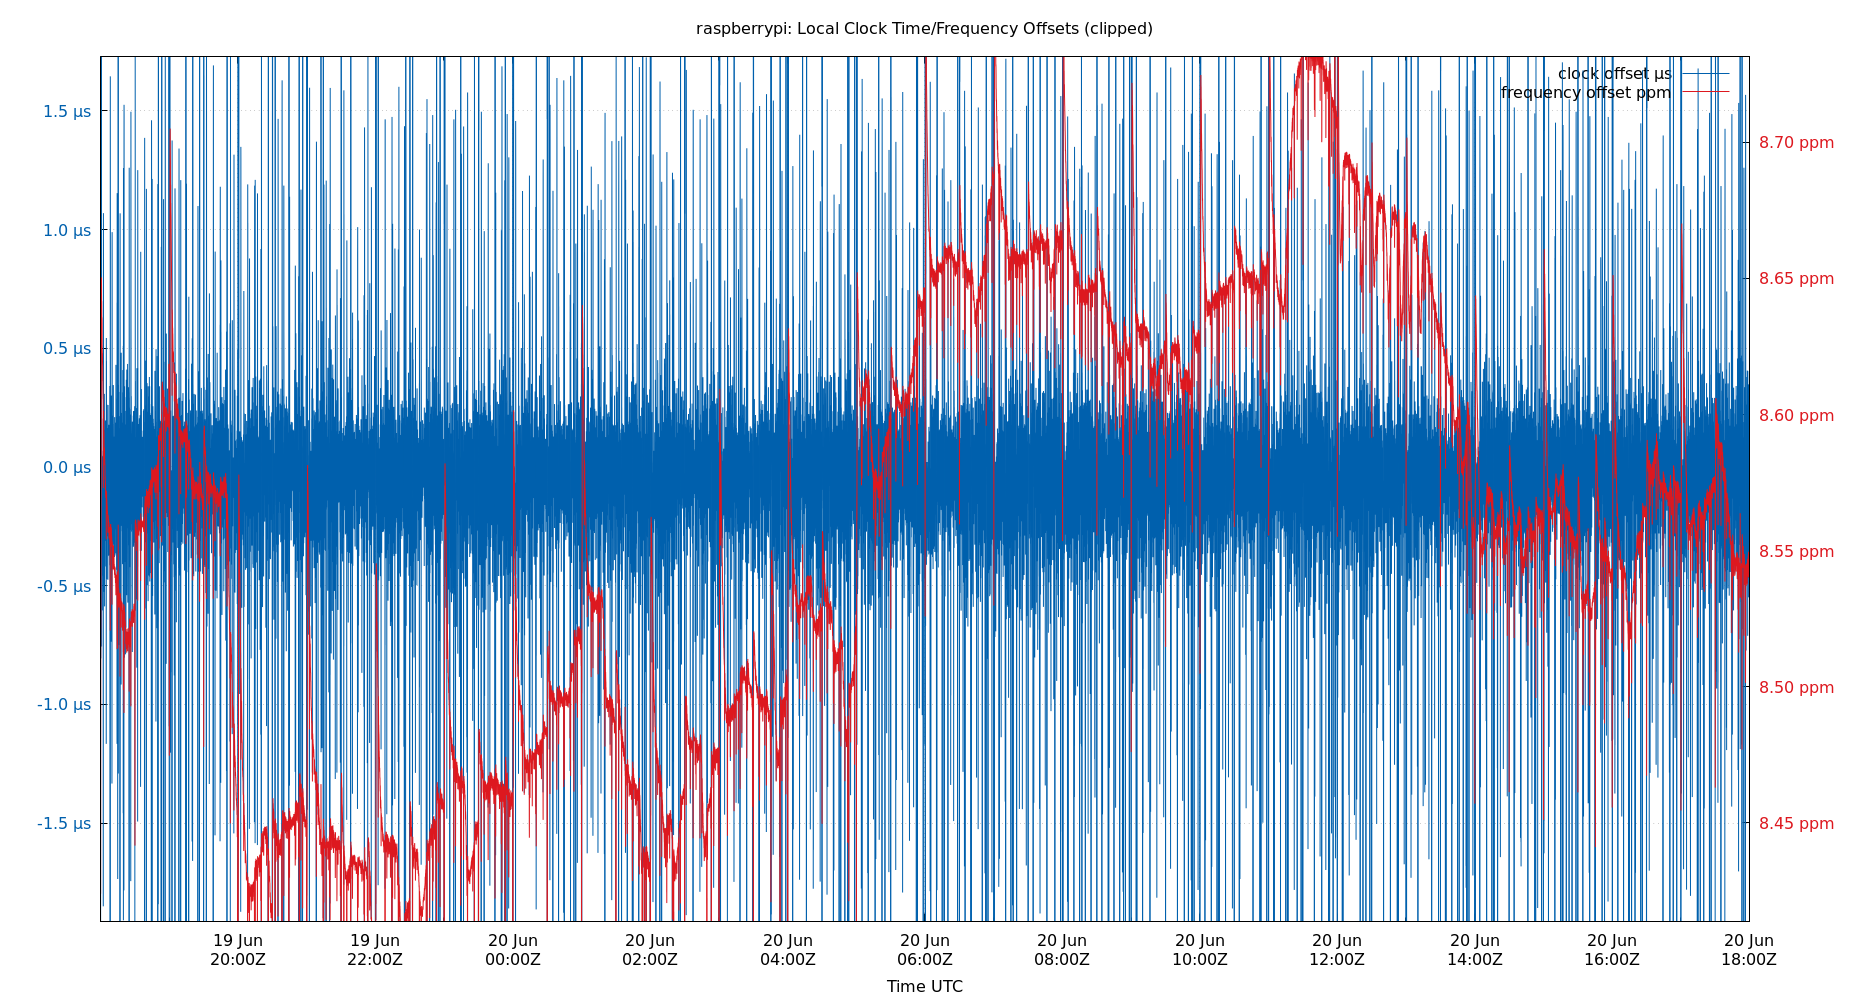 raspberrypi: Local Clock Time/Frequency Offsets (clipped)
clock offset µs
frequency offset ppm
1.5 µs
1.0 µs
0.5 µs
0.0 µs
-0.5 µs
-1.0 µs
-1.5 µs
8.70 ppm
8.65 ppm
8.60 ppm
8.55 ppm
8.50 ppm
8.45 ppm
19 Jun 19 Jun 20 Jun 20 Jun 20 Jun 20 Jun 20 Jun 20 Jun 20 Jun 20 Jun 20 Jun 20 Jun
20:00Z 22:00Z 00:00Z 02:00Z 04:00Z 06:00Z 08:00Z 10:00Z 12:00Z 14:00Z 16:00Z 18:00Z
Time UTC